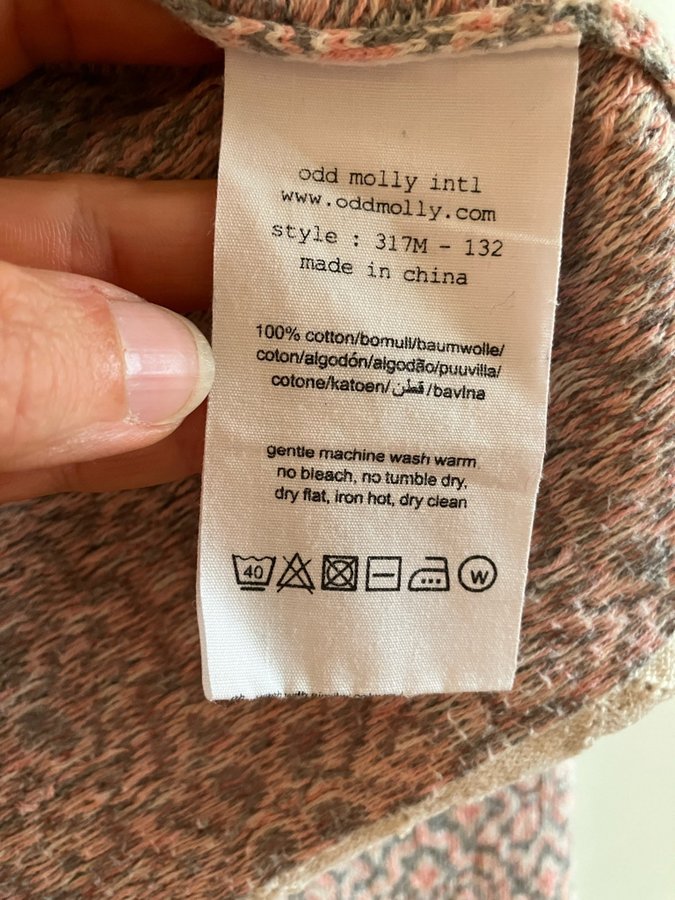 odd molly intl
www.oddmolly.com
style : 317M - 132
made in china
100% cotton/bomull/baumwolle/
coton/algodón/algodão/puuvilla/
cotone/katoen/قطن/bavlna
gentle machine wash warm
no bleach, no tumble dry,
dry flat, iron hot, dry clean
40
W